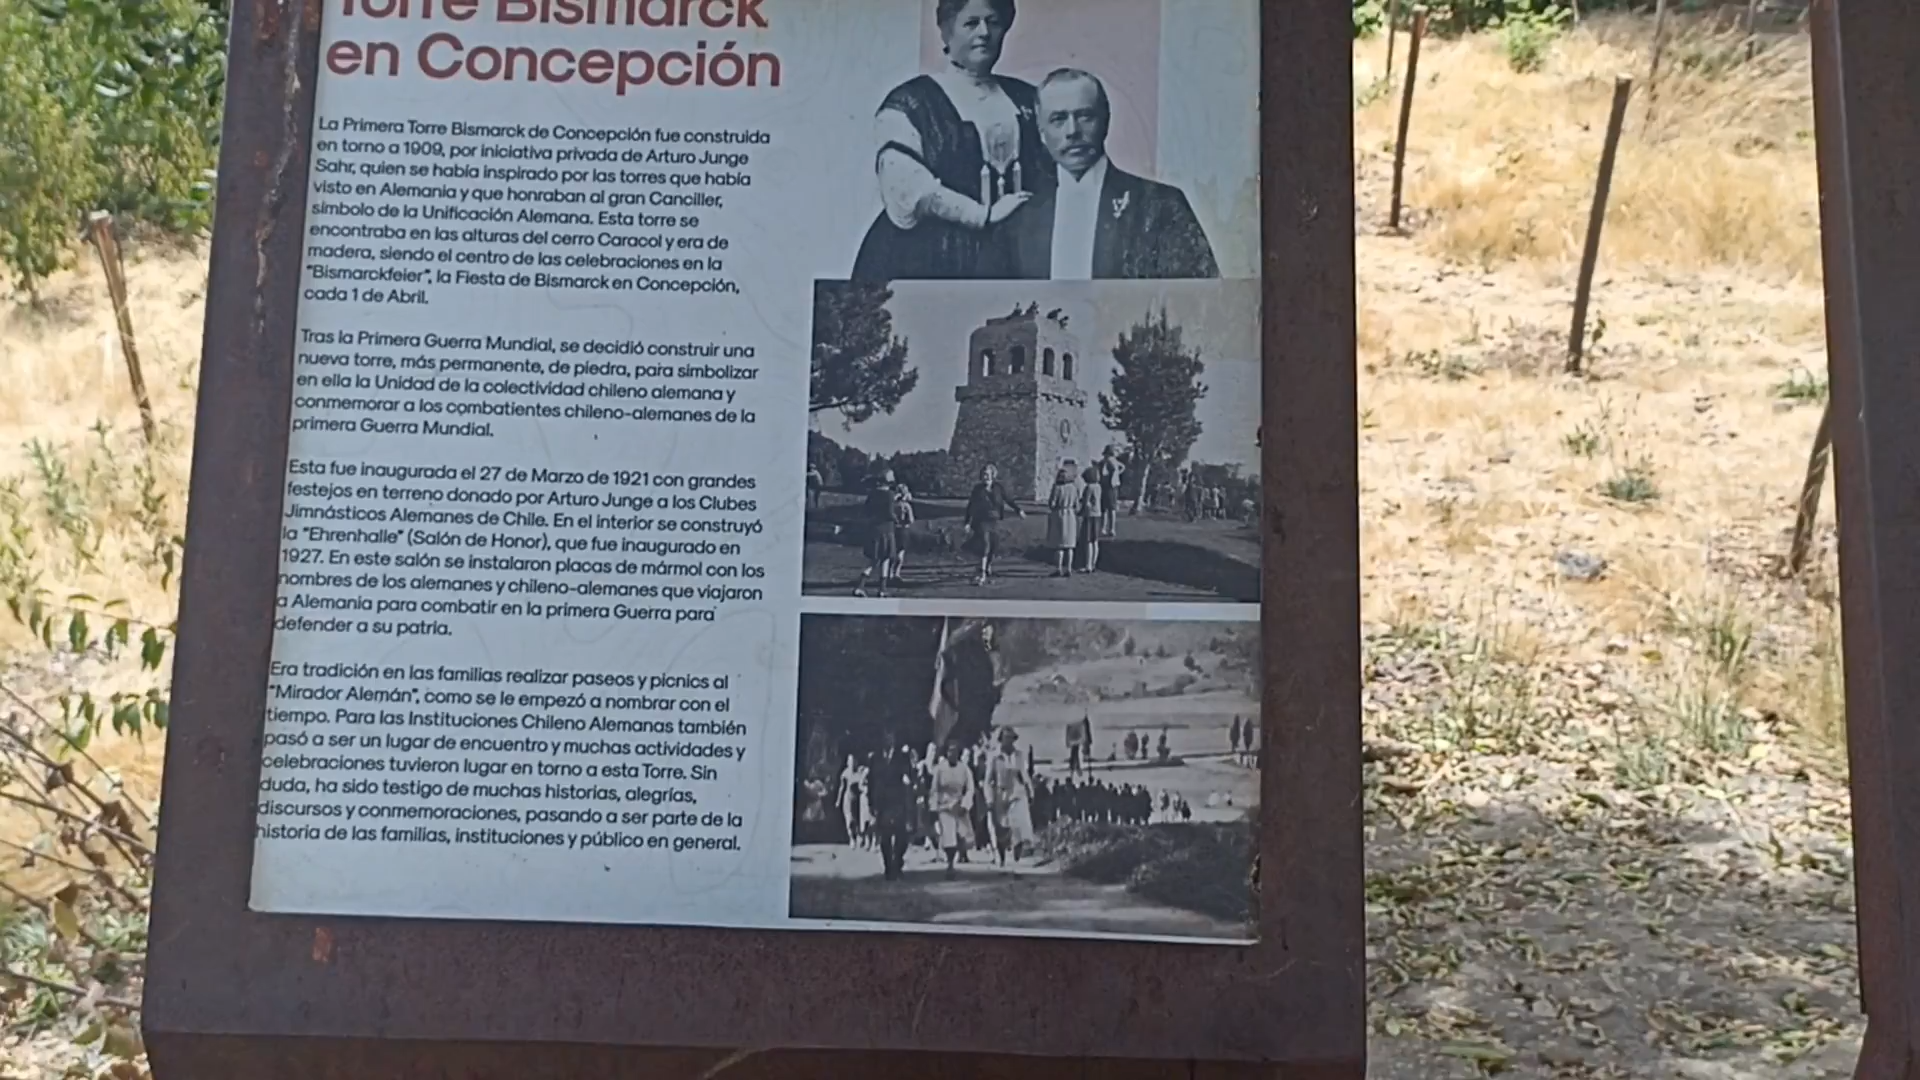 Torre Bismarck
en Concepción
La Primera Torre Bismarck de Concepción fue construida
en torno a 1909, por iniciativa privada de Arturo Junge
Sahr, quien se había inspirado por las torres que había
visto en Alemania y que honraban al gran Canciller,
símbolo de la Unificación Alemana. Esta torre se
encontraba en las alturas del cerro Caracol y era de
madera, siendo el centro de las celebraciones en la
"Bismarckfeier", la Fiesta de Bismarck en Concepción,
cada 1 de Abril.
Tras la Primera Guerra Mundial, se decidió construir una
nueva torre, más permanente, de piedra, para simbolizar
en ella la Unidad de la colectividad chileno alemana y
conmemorar a los combatientes chileno-alemanes de la
primera Guerra Mundial.
Esta fue inaugurada el 27 de Marzo de 1921 con grandes
festejos en terreno donado por Arturo Junge a los Clubes
Jimnásticos Alemanes de Chile. En el interior se construyó
la "Ehrenhalle" (Salón de Honor), que fue inaugurado en
1927. En este salón se instalaron placas de mármol con los
nombres de los alemanes y chileno-alemanes que viajaron
a Alemania para combatir en la primera Guerra para
defender a su patria.
Era tradición en las familias realizar paseos y picnics al
"Mirador Alemán", como se le empezó a nombrar con el
tiempo. Para las Instituciones Chileno Alemanas también
pasó a ser un lugar de encuentro y muchas actividades y
celebraciones tuvieron lugar en torno a esta Torre. Sin
duda, ha sido testigo de muchas historias, alegrías,
discursos y conmemoraciones, pasando a ser parte de la
historia de las familias, instituciones y público en general.